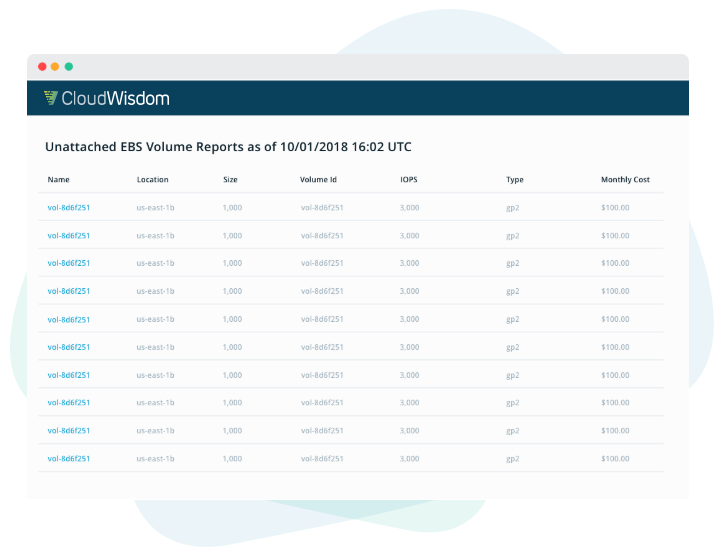 CloudWisdom
Unattached EBS Volume Reports as of 10/01/2018 16:02 UTC
Name Location Size Volume Id IOPS Type Monthly Cost
vol-8d6f251 us-east-1b 1,000 vol-8d6f251 3,000 gp2 $100.00
vol-8d6f251 us-east-1b 1,000 vol-8d6f251 3,000 gp2 $100.00
vol-8d6f251 us-east-1b 1,000 vol-8d6f251 3,000 gp2 $100.00
vol-8d6f251 us-east-1b 1,000 vol-8d6f251 3,000 gp2 $100.00
vol-8d6f251 us-east-1b 1,000 vol-8d6f251 3,000 gp2 $100.00
vol-8d6f251 us-east-1b 1,000 vol-8d6f251 3,000 gp2 $100.00
vol-8d6f251 us-east-1b 1,000 vol-8d6f251 3,000 gp2 $100.00
vol-8d6f251 us-east-1b 1,000 vol-8d6f251 3,000 gp2 $100.00
vol-8d6f251 us-east-1b 1,000 vol-8d6f251 3,000 gp2 $100.00
vol-8d6f251 us-east-1b 1,000 vol-8d6f251 3,000 gp2 $100.00